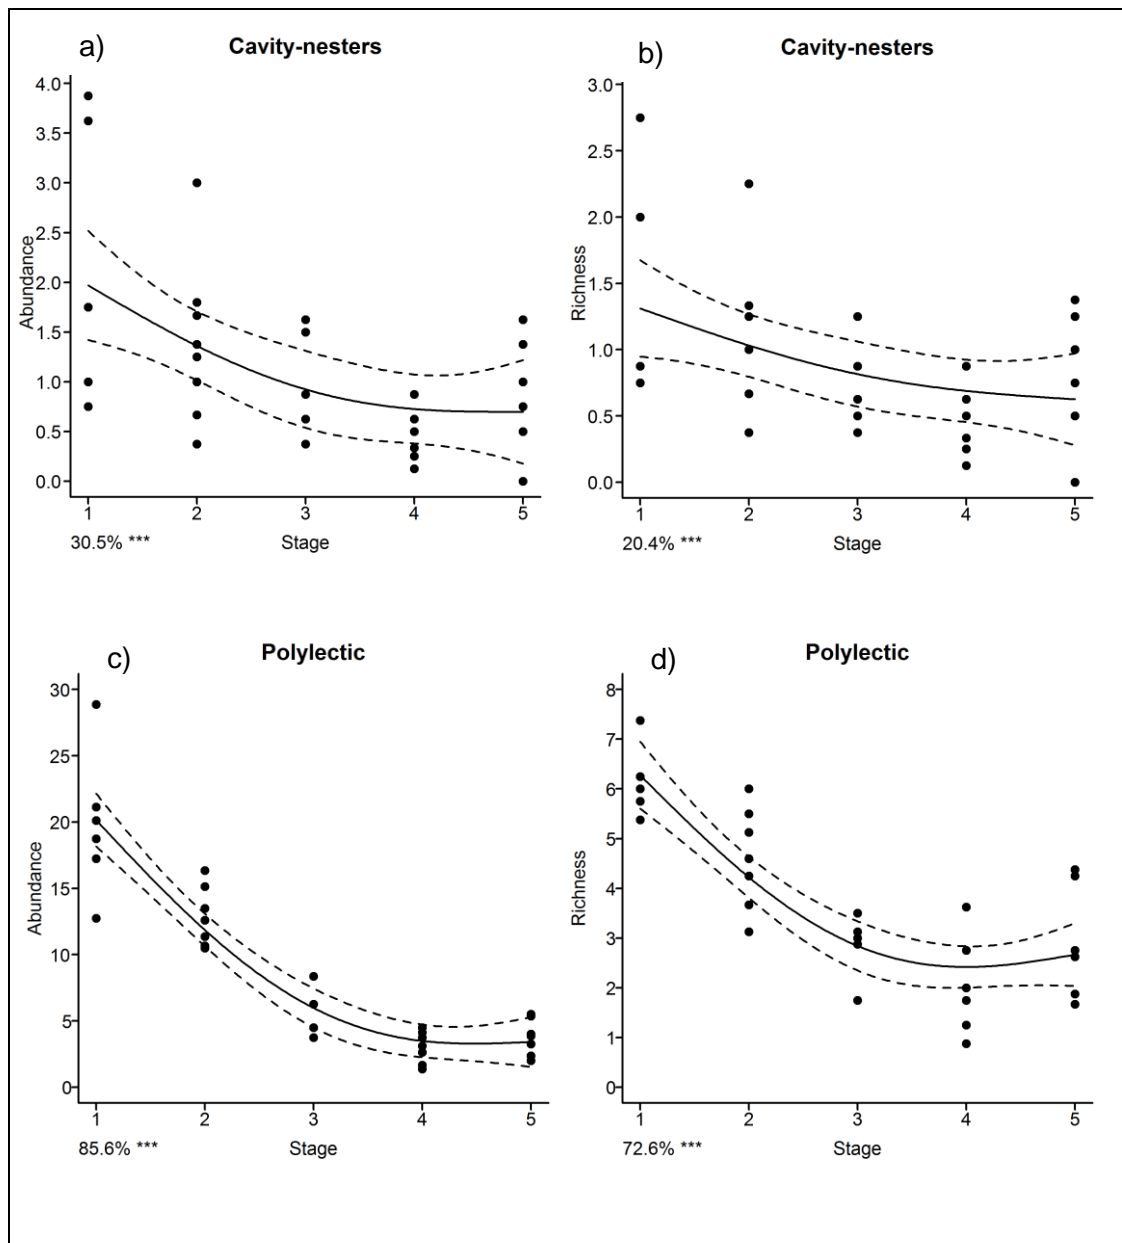 a)
Cavity-nesters
4.0
3.5
3.0
2.5
2.0
1.5
1.0
0.5
0.0
Abundance
1 2 3 4 5
30.5% *** Stage
b)
Cavity-nesters
3.0
2.5
2.0
1.5
1.0
0.5
0.0
Richness
1 2 3 4 5
20.4% *** Stage
c)
Polylectic
30
25
20
15
10
5
0
Abundance
1 2 3 4 5
85.6% *** Stage
d)
Polylectic
8
7
6
5
4
3
2
1
0
Richness
1 2 3 4 5
72.6% *** Stage